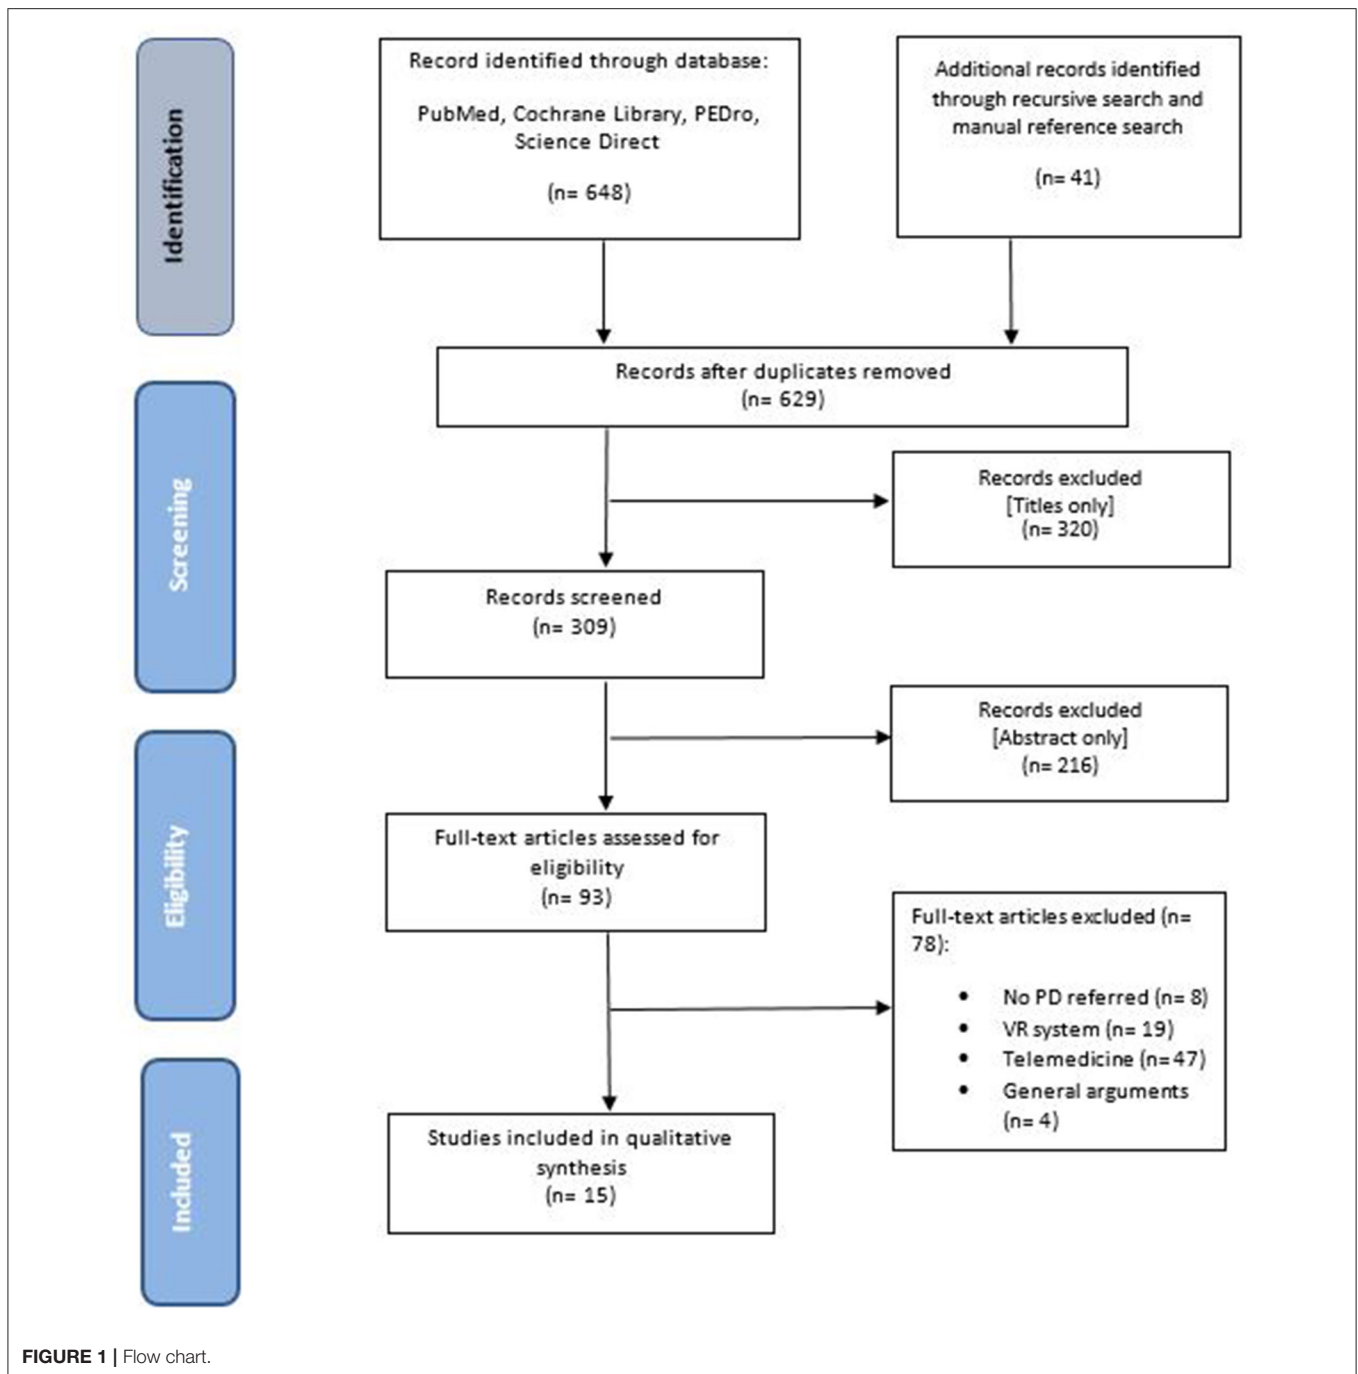 Identification
Record identified through database:
PubMed, Cochrane Library, PEDro,
Science Direct
(n= 648)
Additional records identified
through recursive search and
manual reference search
(n= 41)
Records after duplicates removed
(n= 629)
Screening
Records excluded
[Titles only]
(n= 320)
Records screened
(n= 309)
Records excluded
[Abstract only]
(n= 216)
Eligibility
Full-text articles assessed for
eligibility
(n= 93)
Full-text articles excluded (n=
78):
• No PD referred (n= 8)
• VR system (n= 19)
• Telemedicine (n= 47)
• General arguments
(n= 4)
Included
Studies included in qualitative
synthesis
(n= 15)
FIGURE 1 | Flow chart.